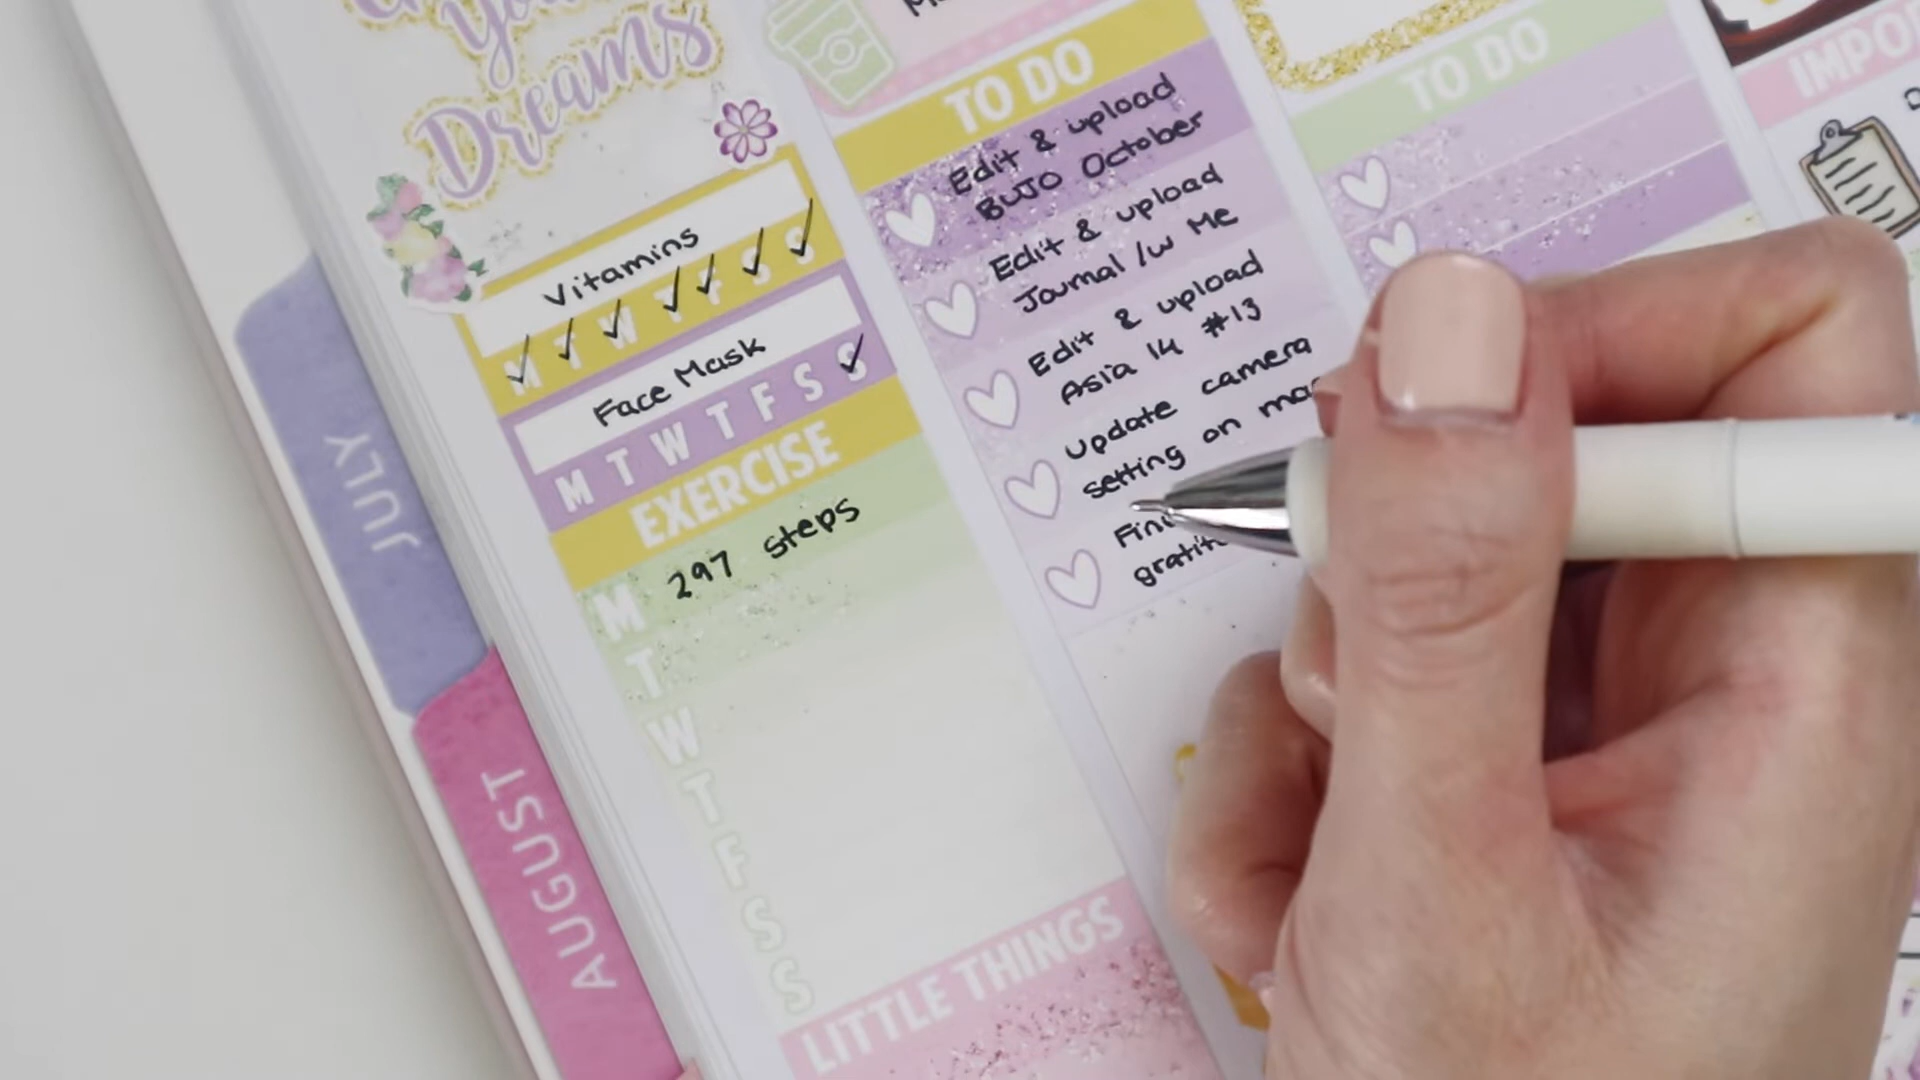 You
Dreams
Vitamins
M T W T F S S
Face Mask
M T W T F S S
EXERCISE
M 297 steps
T
W
T
F
S
S
LITTLE THINGS
TO DO
Edit & upload
BUJO October
Edit & upload
Journal /w Me
Edit & upload
Asia 14 #13
Update camera
setting on
TO DO
JULY
AUGUST